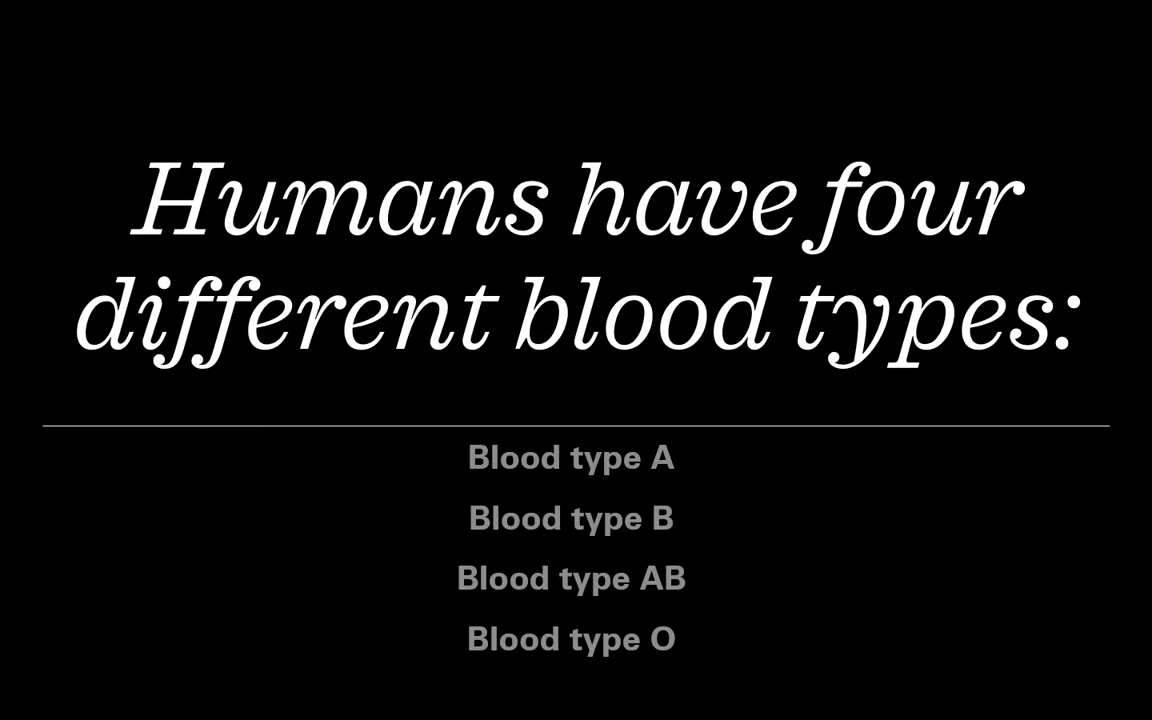 Humans have four
different blood types:
Blood type A
Blood type B
Blood type AB
Blood type O